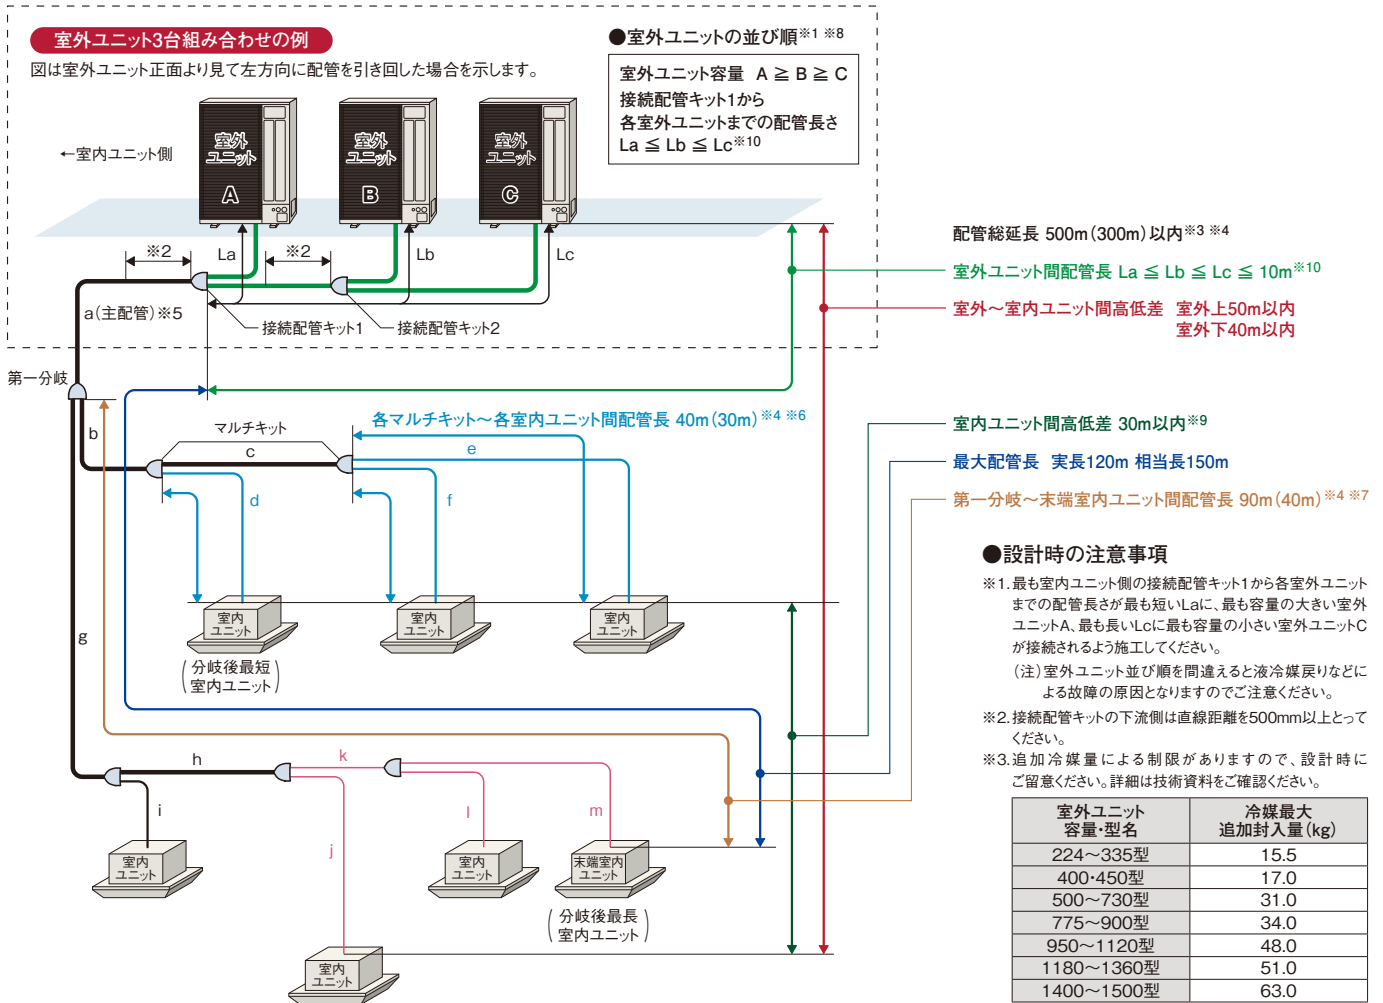 室外ユニット3台組み合わせの例
図は室外ユニット正面より見て左方向に配管を引き回した場合を示します。
●室外ユニットの並び順※1 ※8
室外ユニット容量 A ≧ B ≧ C
接続配管キット1から
各室外ユニットまでの配管長さ
La ≦ Lb ≦ Lc※10
←室内ユニット側
室外
ユニット
A
室外
ユニット
B
室外
ユニット
C
※2
La
※2
Lb
Lc
a(主配管)※5
接続配管キット1
接続配管キット2
配管総延長 500m(300m)以内※3 ※4
室外ユニット間配管長 La ≦ Lb ≦ Lc ≦ 10m※10
室外～室内ユニット間高低差 室外上50m以内
室外下40m以内
第一分岐
b
マルチキット
c
各マルチキット～各室内ユニット間配管長 40m(30m)※4 ※6
e
d
f
室内ユニット間高低差 30m以内※9
最大配管長 実長120m 相当長150m
第一分岐～末端室内ユニット間配管長 90m(40m)※4 ※7
室内
ユニット
(分岐後最短
室内ユニット)
室内
ユニット
室内
ユニット
g
h
k
i
j
l
m
室内
ユニット
室内
ユニット
末端室内
ユニット
(分岐後最長
室内ユニット)
室内
ユニット
●設計時の注意事項
※1.最も室内ユニット側の接続配管キット1から各室外ユニット
までの配管長さが最も短いLaに、最も容量の大きい室外
ユニットA、最も長いLcに最も容量の小さい室外ユニットC
が接続されるよう施工してください。
(注)室外ユニット並び順を間違えると液冷媒戻りなどに
よる故障の原因となりますのでご注意ください。
※2.接続配管キットの下流側は直線距離を500mm以上とって
ください。
※3.追加冷媒量による制限がありますので、設計時に
ご留意ください。詳細は技術資料をご確認ください。
室外ユニット
容量・型名
冷媒最大
追加封入量(kg)
224～335型 15.5
400・450型 17.0
500～730型 31.0
775～900型 34.0
950～1120型 48.0
1180～1360型 51.0
1400～1500型 63.0